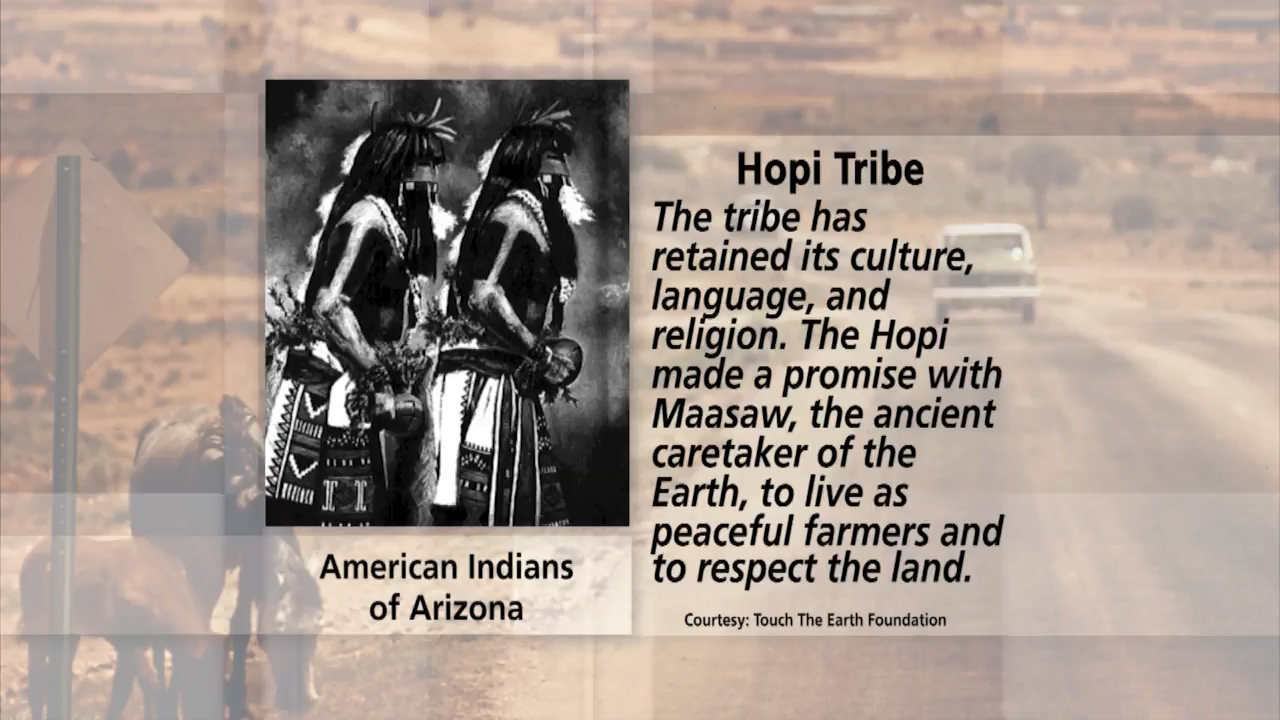 Hopi Tribe
The tribe has
retained its culture,
language, and
religion. The Hopi
made a promise with
Maasaw, the ancient
caretaker of the
Earth, to live as
peaceful farmers and
to respect the land.
Courtesy: Touch The Earth Foundation
American Indians
of Arizona